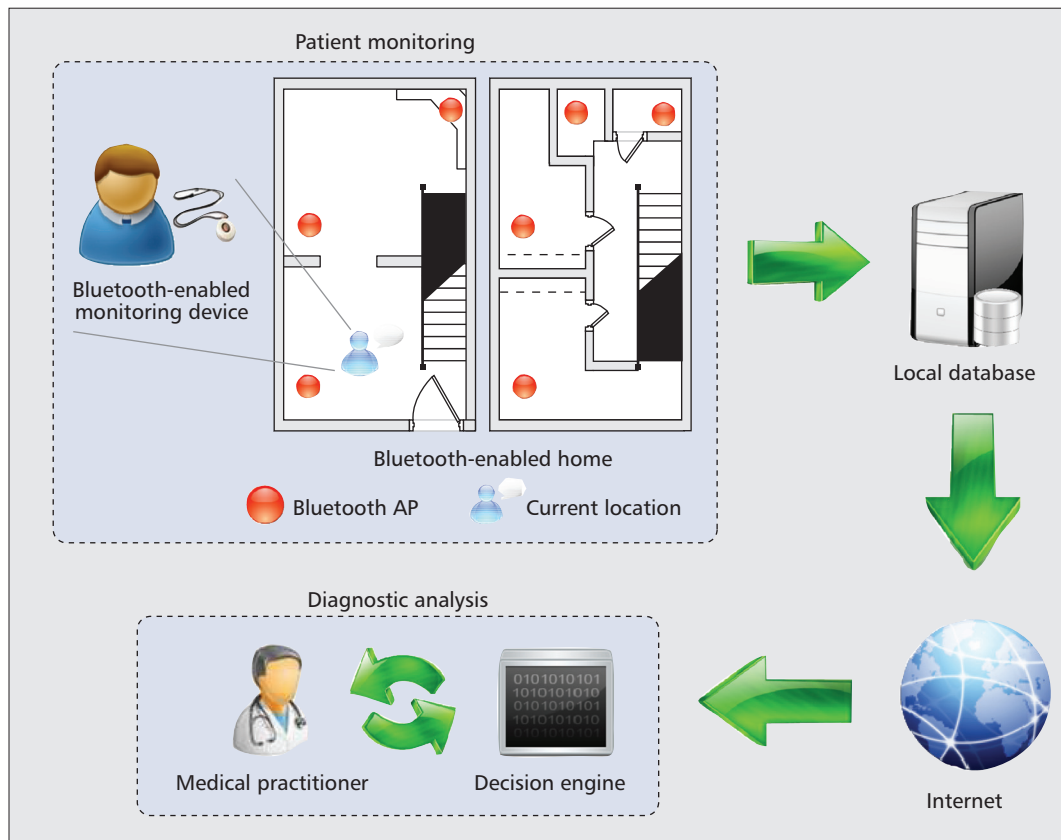 Patient monitoring
Bluetooth-enabled
monitoring device
Bluetooth-enabled home
Bluetooth AP
Current location
Local database
Diagnostic analysis
0101010101
1010101010
0101010101
1010101010
0101010101
Medical practitioner
Decision engine
Internet